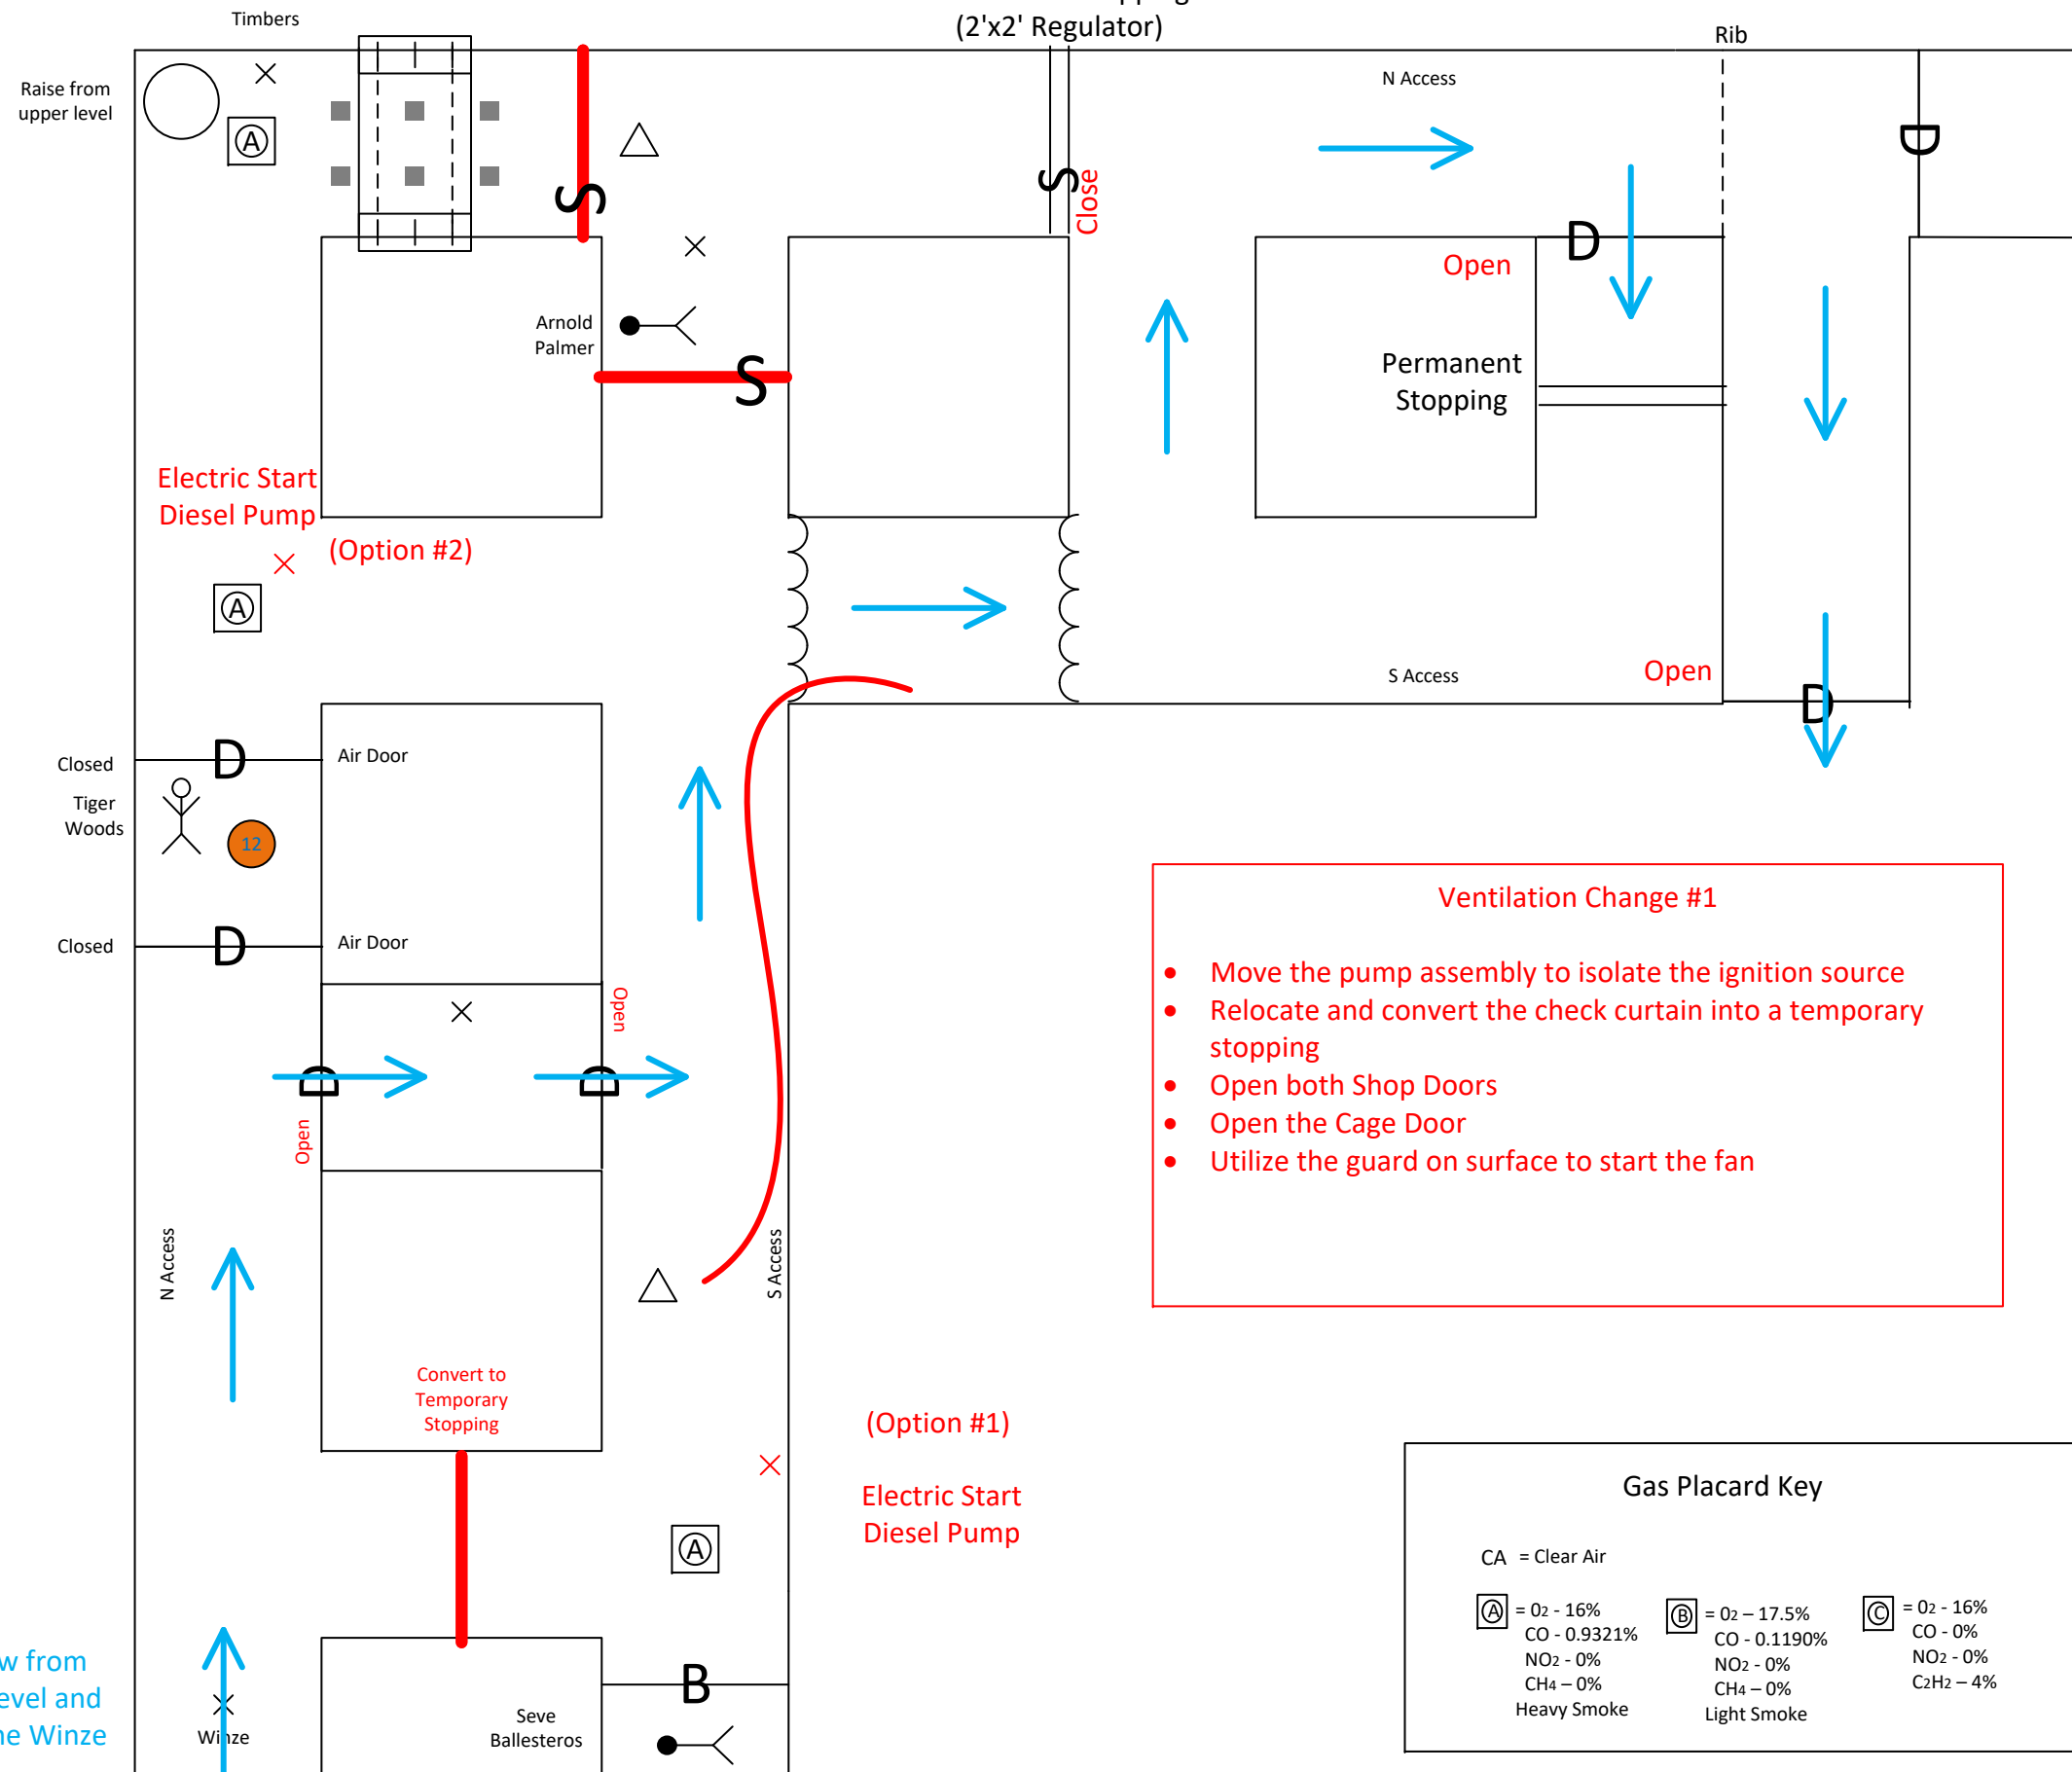 Timbers
(2'x2' Regulator)
Rib
Raise from
upper level
A
N Access
D
S
S
Close
D
Open
Arnold
Palmer
S
Permanent
Stopping
Electric Start
Diesel Pump
(Option #2)
A
S Access
Open
D
Closed
D
Air Door
Tiger
Woods
12
Closed
D
Air Door
Open
D
D
Open
Ventilation Change #1
• Move the pump assembly to isolate the ignition source
• Relocate and convert the check curtain into a temporary
stopping
• Open both Shop Doors
• Open the Cage Door
• Utilize the guard on surface to start the fan
N Access
S Access
Convert to
Temporary
Stopping
(Option #1)
Electric Start
Diesel Pump
A
B
Seve
Ballesteros
from
level and
Winze
Winze
Gas Placard Key
CA = Clear Air
A = 02 - 16%
CO - 0.9321%
NO2 - 0%
CH4 – 0%
Heavy Smoke
B = 02 – 17.5%
CO - 0.1190%
NO2 - 0%
CH4 – 0%
Light Smoke
C = 02 - 16%
CO - 0%
NO2 - 0%
C2H2 – 4%